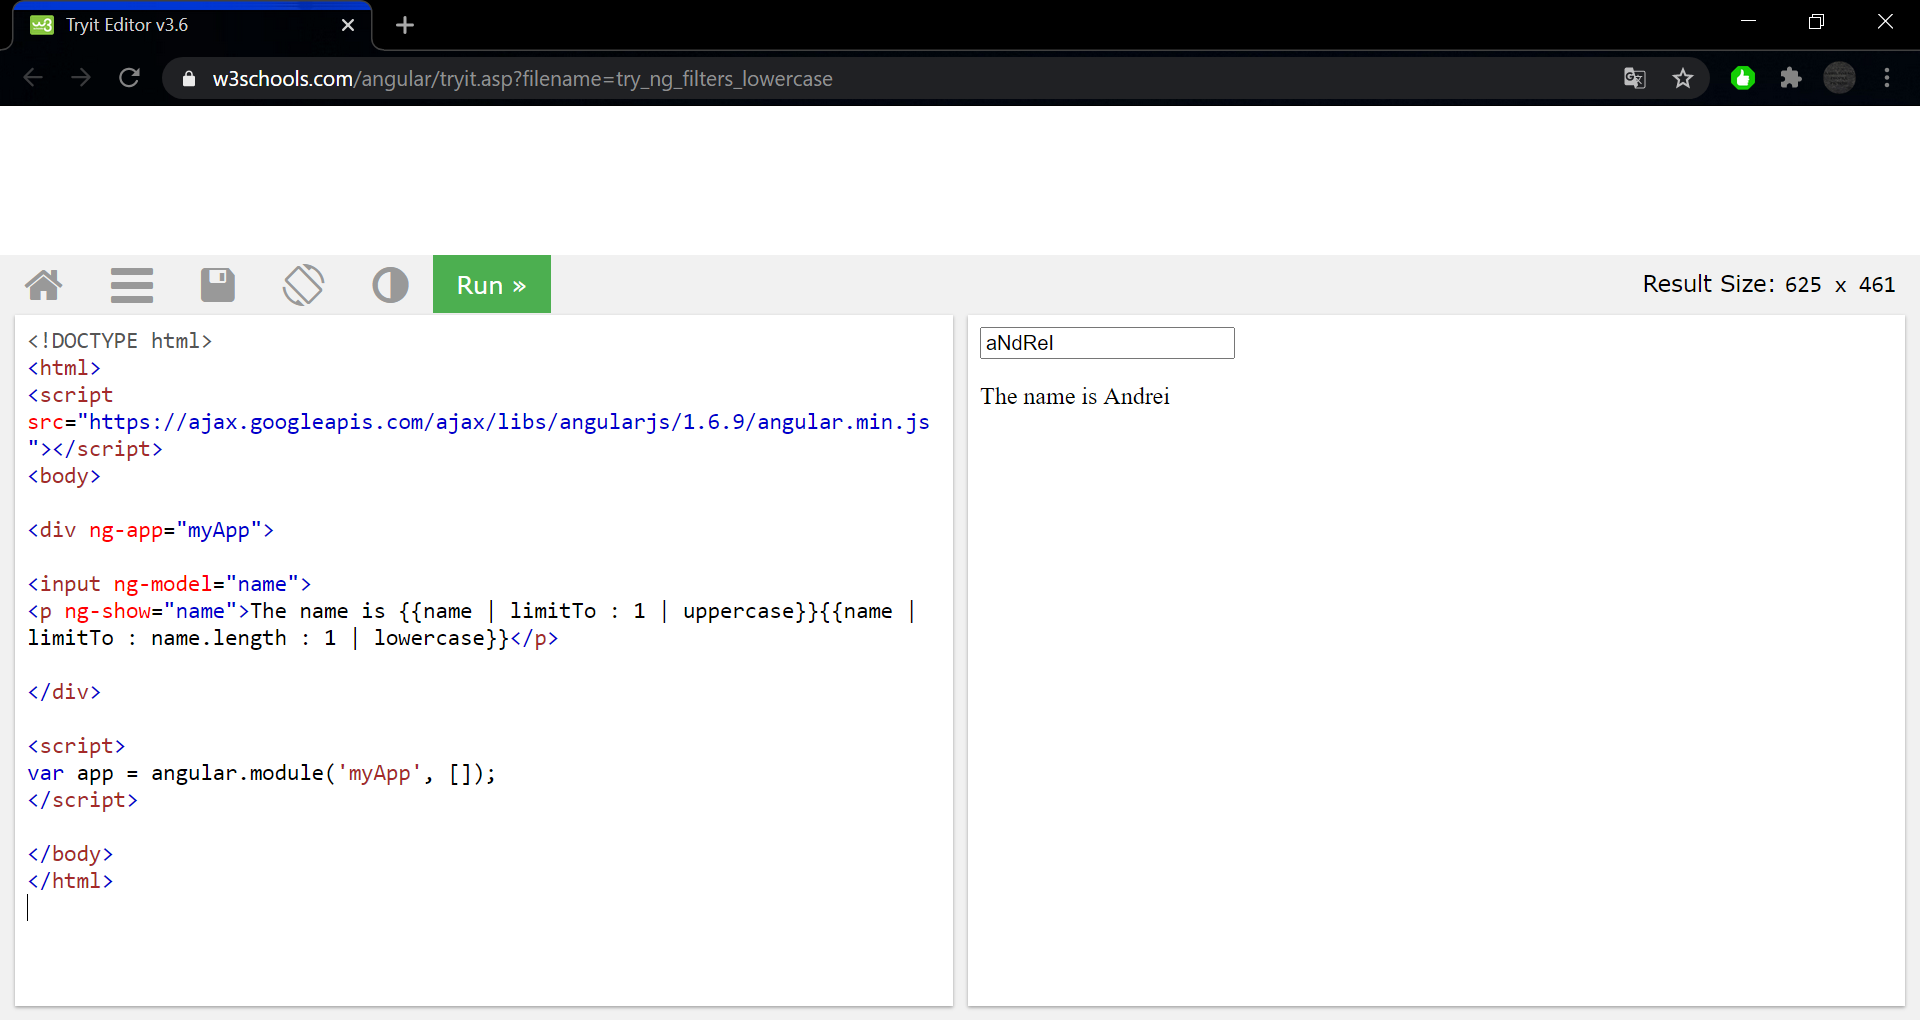 Tryit Editor v3.6
w3schools.com/angular/tryit.asp?filename=try_ng_filters_lowercase
Run »
Result Size: 625 x 461
<!DOCTYPE html>
<html>
<script
src="https://ajax.googleapis.com/ajax/libs/angularjs/1.6.9/angular.min.js
"></script>
<body>
<div ng-app="myApp">
<input ng-model="name">
<p ng-show="name">The name is {{name | limitTo : 1 | uppercase}}{{name |
limitTo : name.length : 1 | lowercase}}</p>
</div>
<script>
var app = angular.module('myApp', []);
</script>
</body>
</html>
aNdReI
The name is Andrei